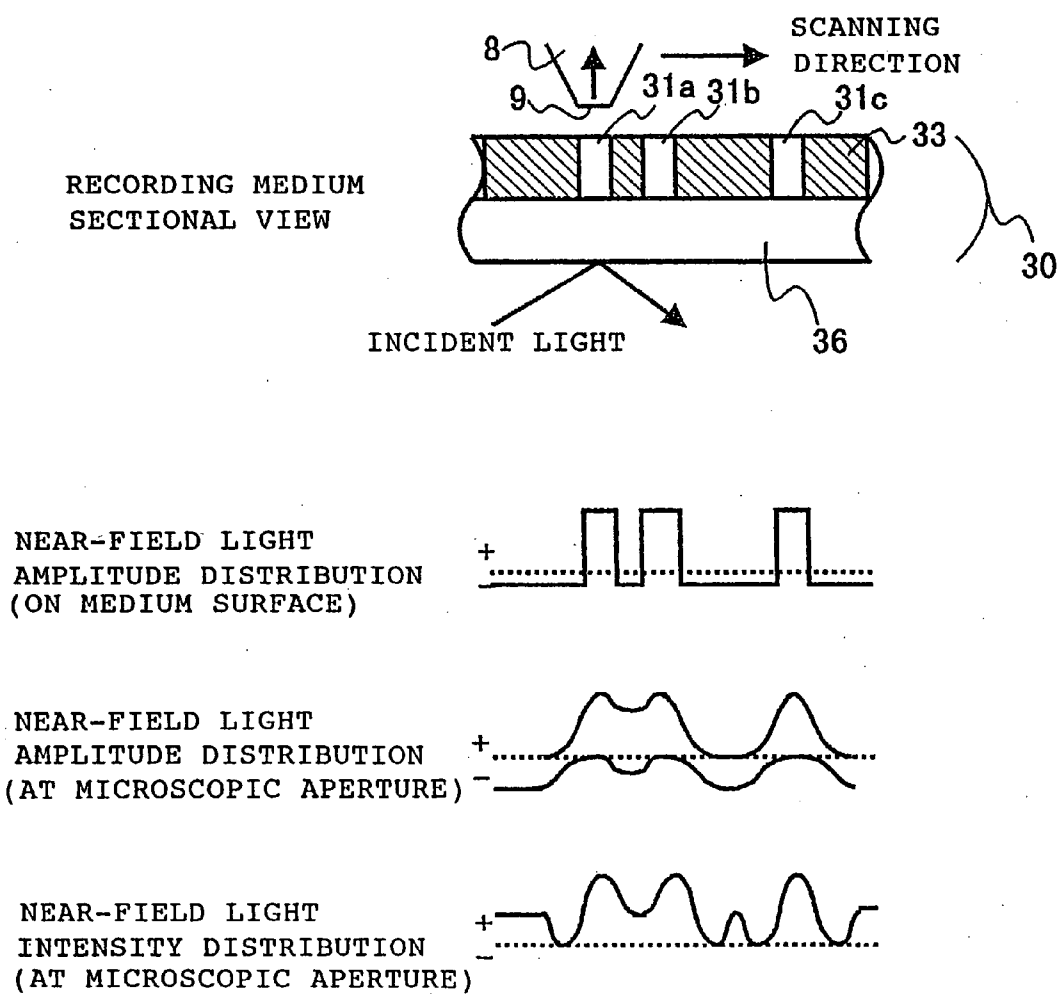 SCANNING
DIRECTION
8
9
31a
31b
31c
33
RECORDING MEDIUM
SECTIONAL VIEW
30
INCIDENT LIGHT
36
NEAR-FIELD LIGHT
AMPLITUDE DISTRIBUTION
(ON MEDIUM SURFACE)
+
−
NEAR-FIELD LIGHT
AMPLITUDE DISTRIBUTION
(AT MICROSCOPIC APERTURE)
+
−
NEAR-FIELD LIGHT
INTENSITY DISTRIBUTION
(AT MICROSCOPIC APERTURE)
+
−